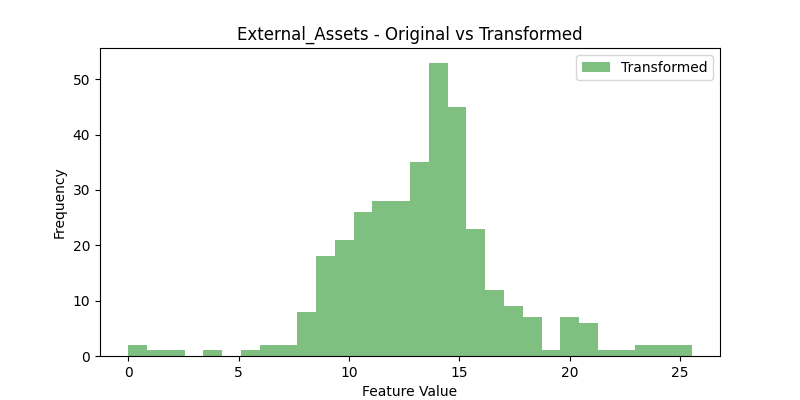 External_Assets - Original vs Transformed
Transformed
Frequency
50
40
30
20
10
0
0 5 10 15 20 25
Feature Value